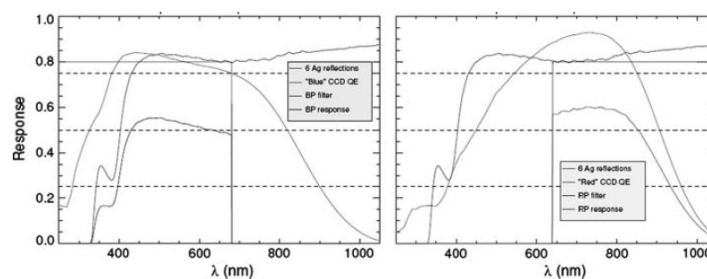 Response
1.0
0.8
0.6
0.4
0.2
0.0
400
600
800
1000
λ (nm)
6 Ag reflections
"Blue" CCD QE
BP filter
BP response
400
600
800
1000
λ (nm)
6 Ag reflections
"Red" CCD QE
RP filter
RP response